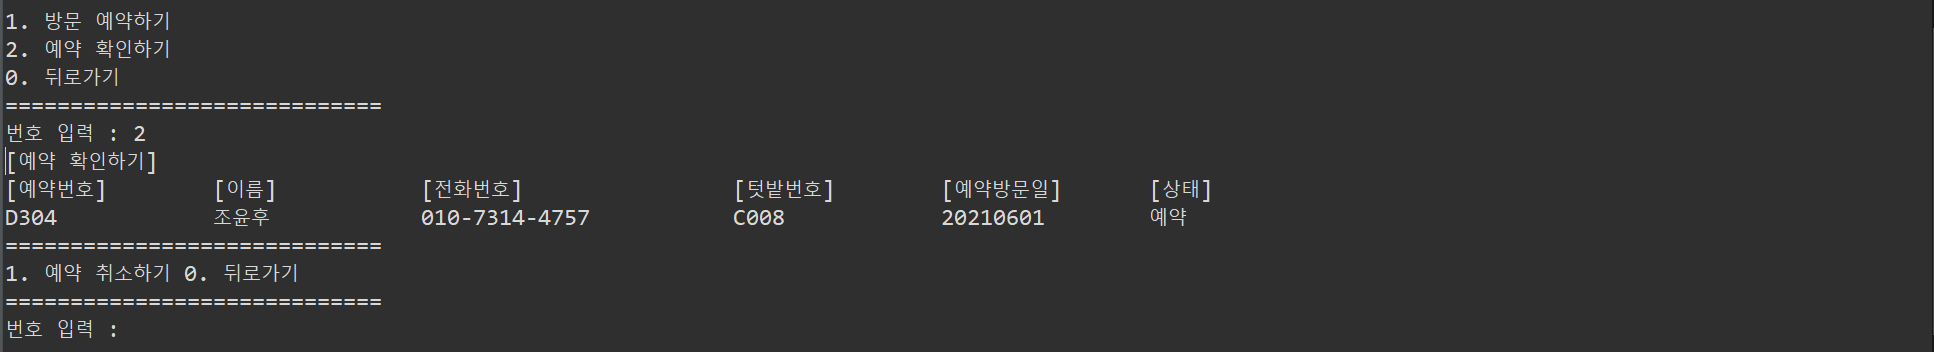 1. 방문 예약하기
2. 예약 확인하기
0. 뒤로가기
=============================
번호 입력 : 2
[예약 확인하기]
[예약번호] [이름] [전화번호] [텃밭번호] [예약방문일] [상태]
D304 조윤후 010-7314-4757 C008 20210601 예약
=============================
1. 예약 취소하기 0. 뒤로가기
=============================
번호 입력 :